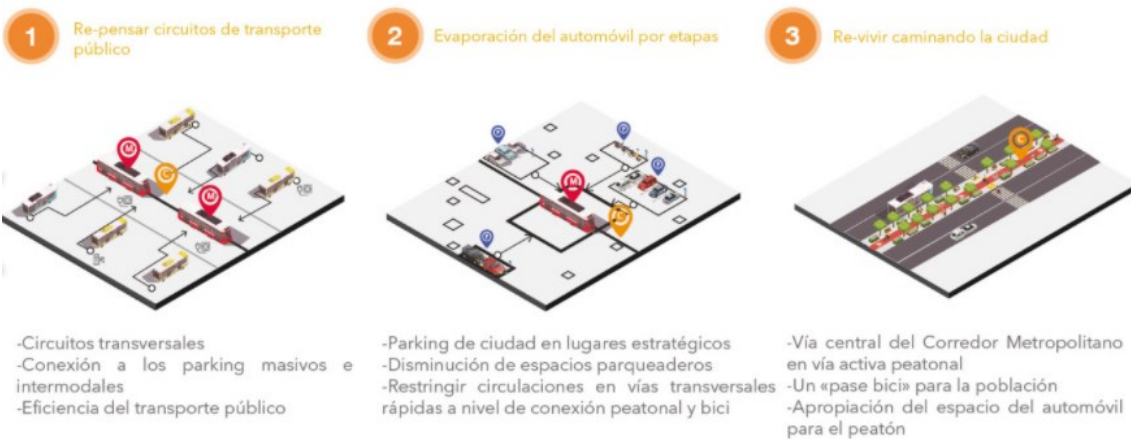 1
Re-pensar circuitos de transporte
público
2
Evaporación del automóvil por etapas
3
Re-vivir caminando la ciudad
M
M
C
M
C
C
-Circuitos transversales
-Conexión a los parking masivos e
intermodales
-Eficiencia del transporte público
-Parking de ciudad en lugares estratégicos
-Disminución de espacios parqueaderos
-Restringir circulaciones en vías transversales
rápidas a nivel de conexión peatonal y bici
-Vía central del Corredor Metropolitano
en vía activa peatonal
-Un «pase bici» para la población
-Apropiación del espacio del automóvil
para el peatón